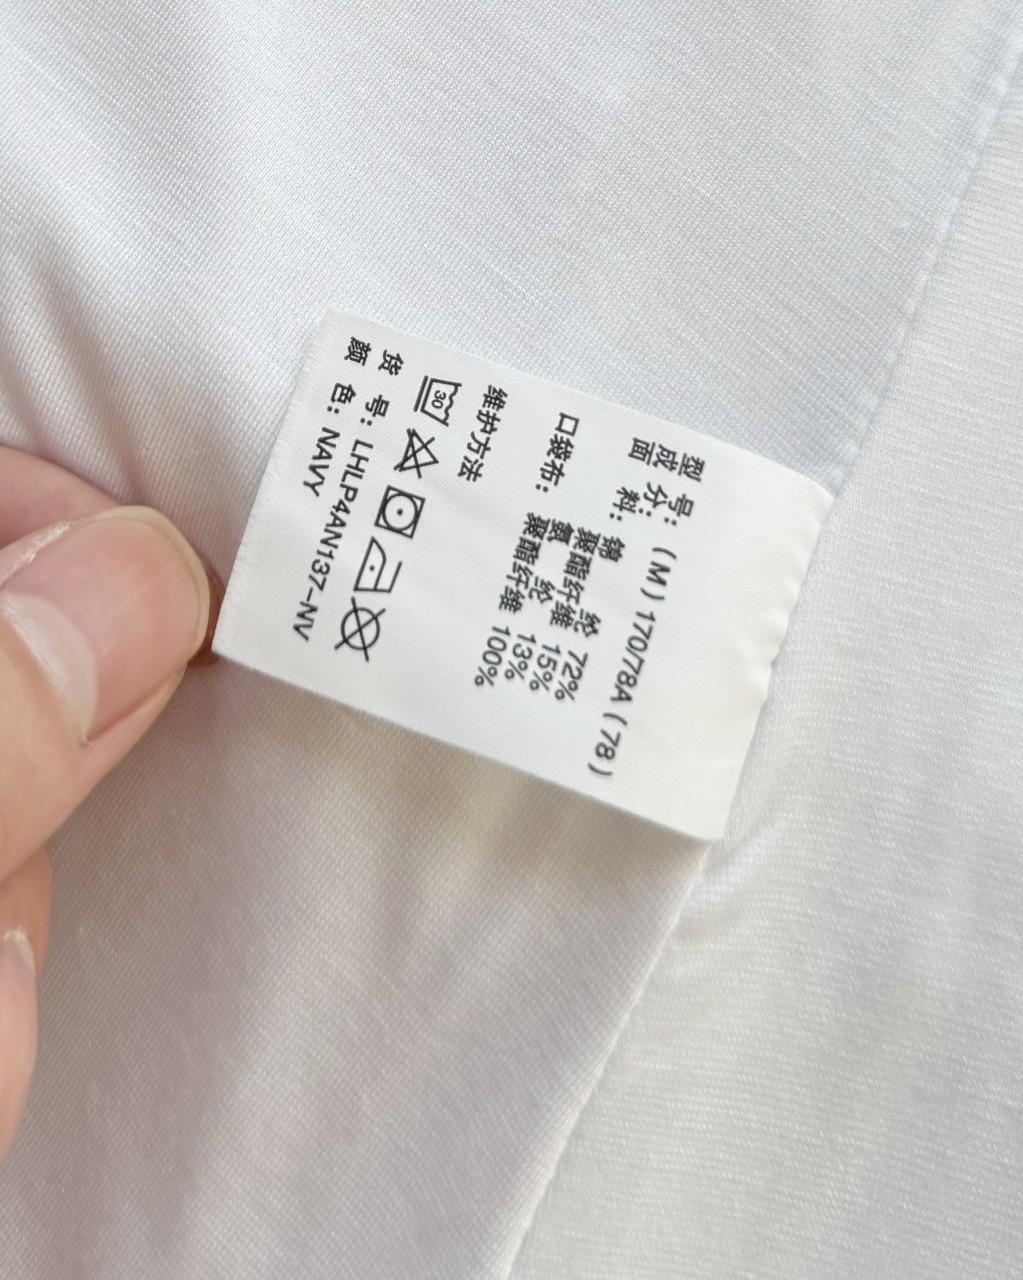 型 号：(M) 170/78A (78)
成 分：
面 料：锦 纶 72%
聚酯纤维 15%
氨 纶 13%
口袋布：聚酯纤维 100%
维护方法
30
货 号：LHLP4AN137-NV
颜 色：NAVY